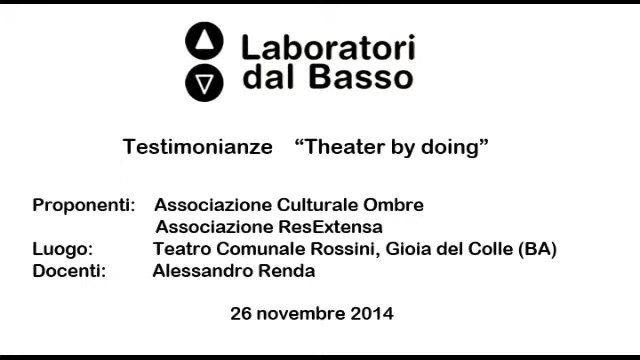 Laboratori
dal Basso
Testimonianze “Theater by doing”
Proponenti: Associazione Culturale Ombre
Associazione ResExtensa
Luogo: Teatro Comunale Rossini, Gioia del Colle (BA)
Docenti: Alessandro Renda
26 novembre 2014